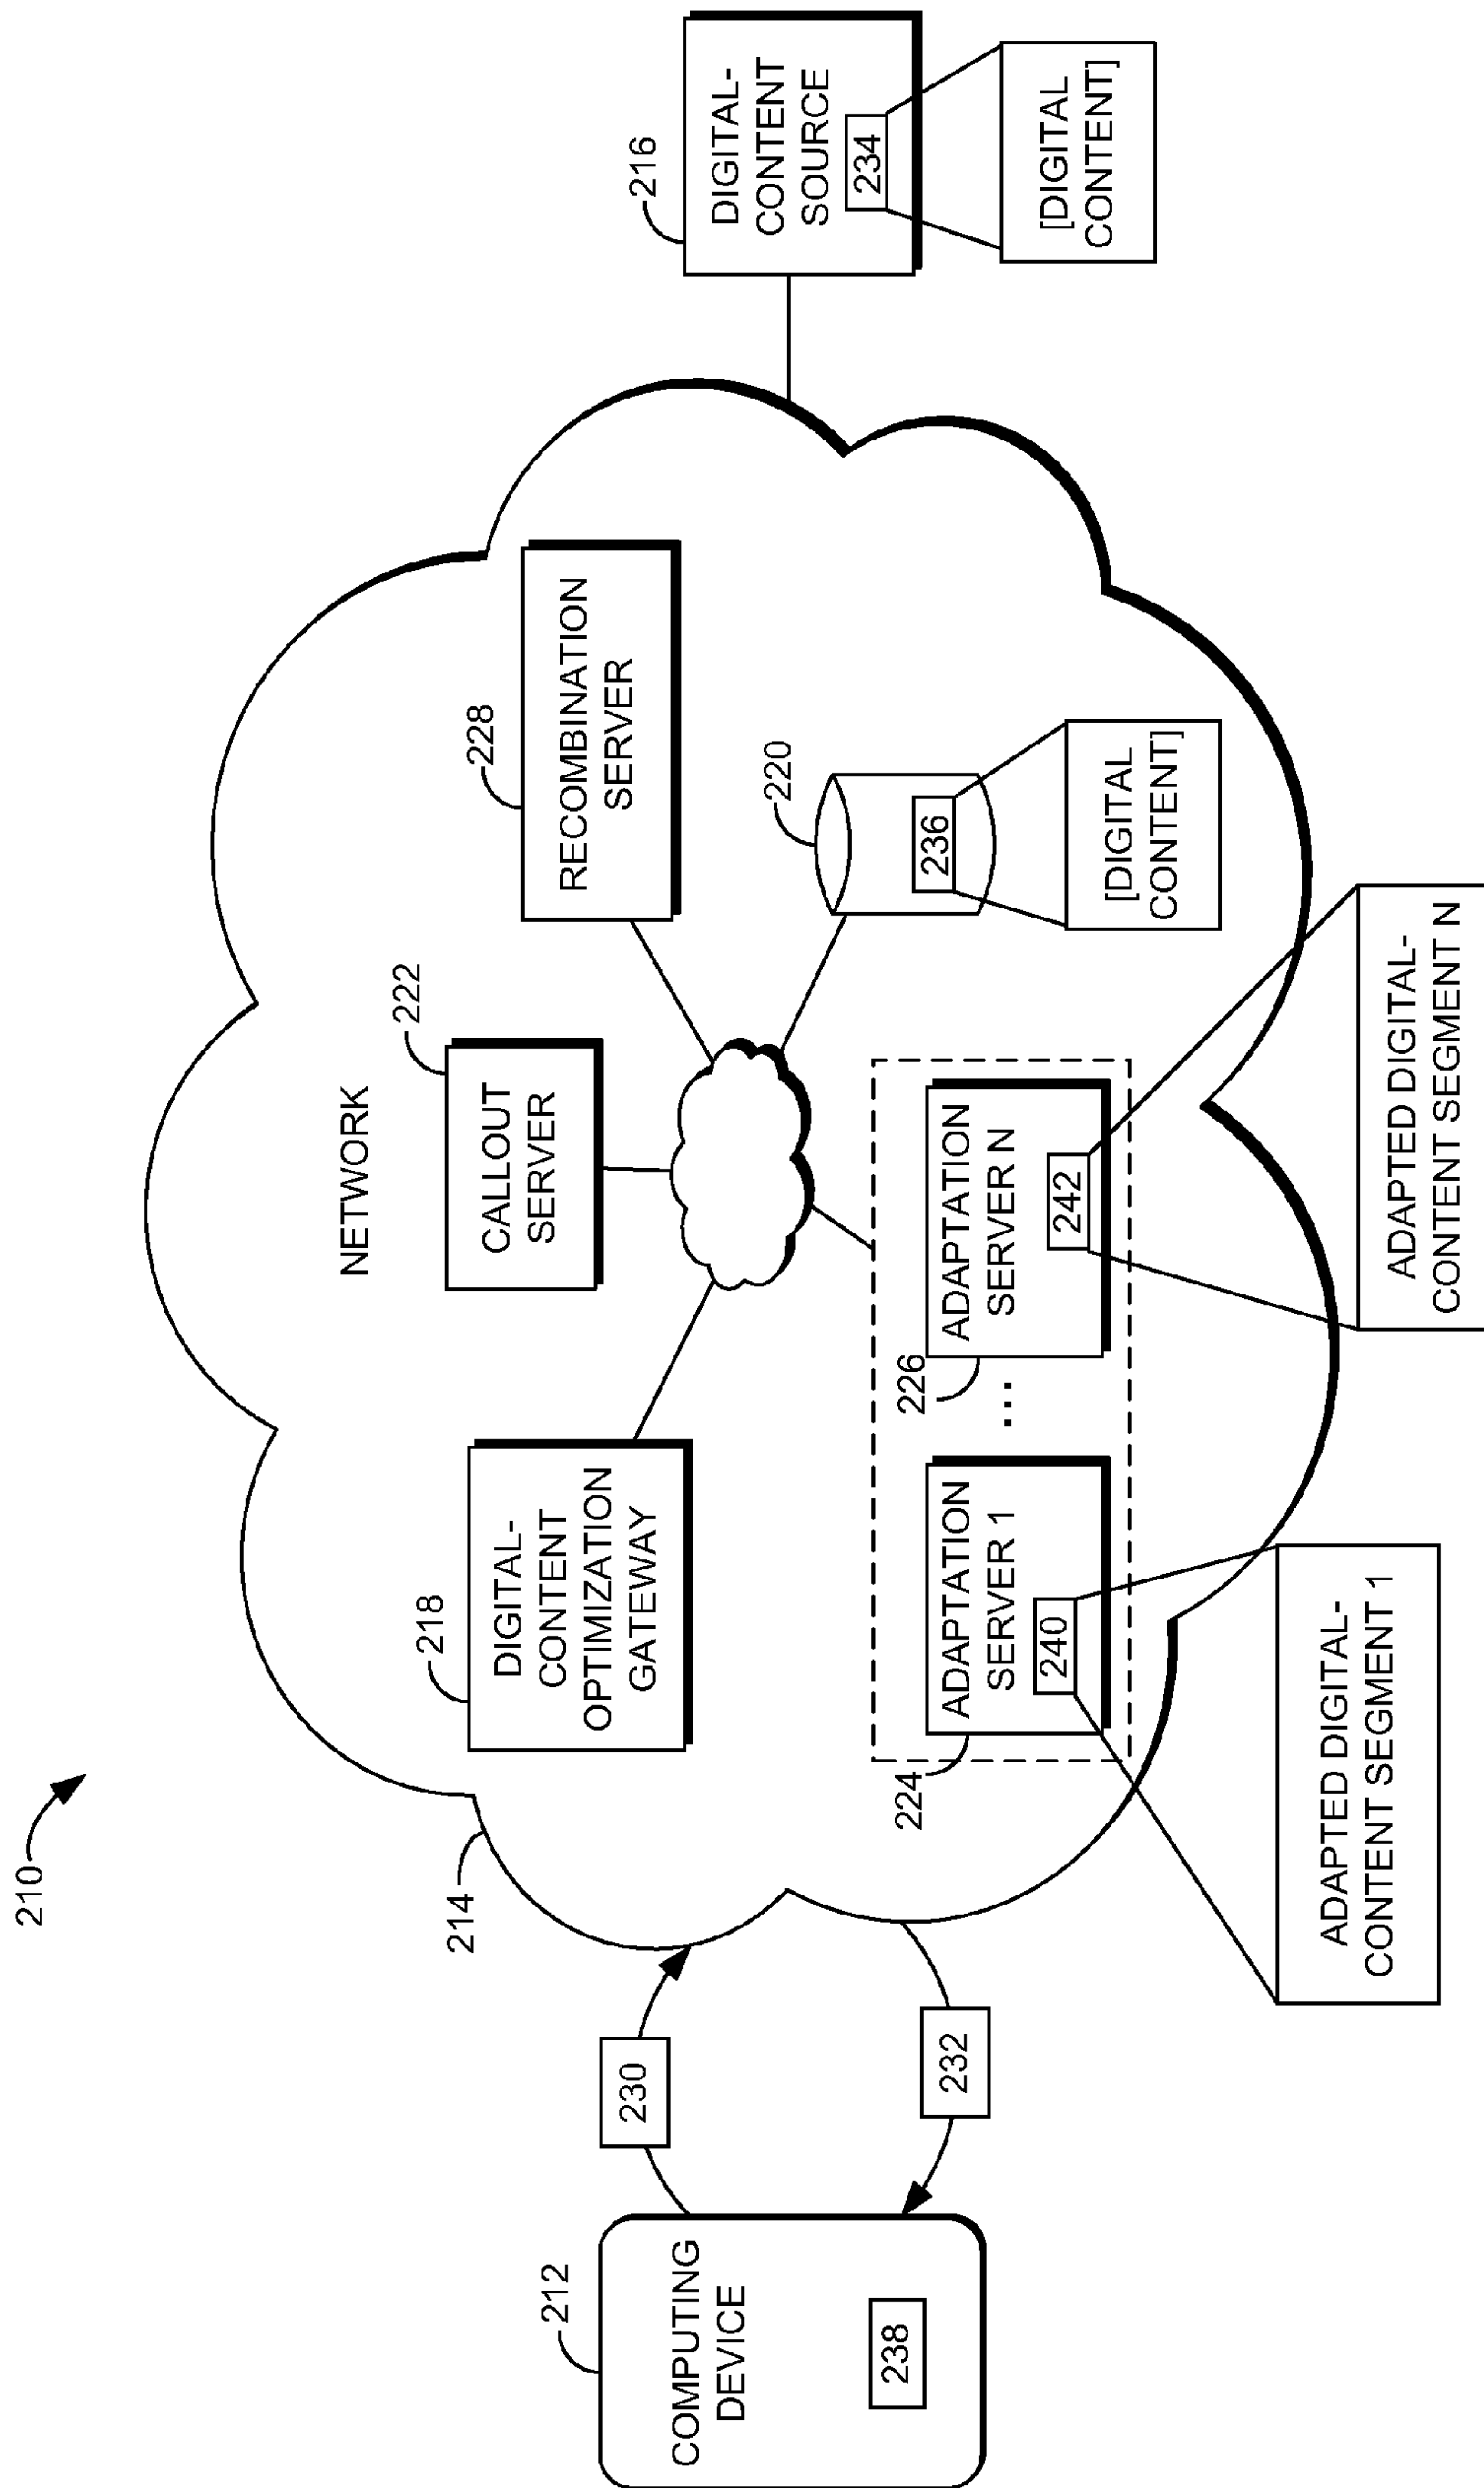 210
214
NETWORK
218
DIGITAL-
CONTENT
OPTIMIZATION
GATEWAY
222
CALLOUT
SERVER
228
RECOMBINATION
SERVER
216
DIGITAL-
CONTENT
SOURCE
234
[DIGITAL
CONTENT]
212
COMPUTING
DEVICE
238
230
232
224
ADAPTATION
SERVER 1
240
...
226
ADAPTATION
SERVER N
242
220
236
[DIGITAL
CONTENT]
ADAPTED DIGITAL-
CONTENT SEGMENT 1
ADAPTED DIGITAL-
CONTENT SEGMENT N